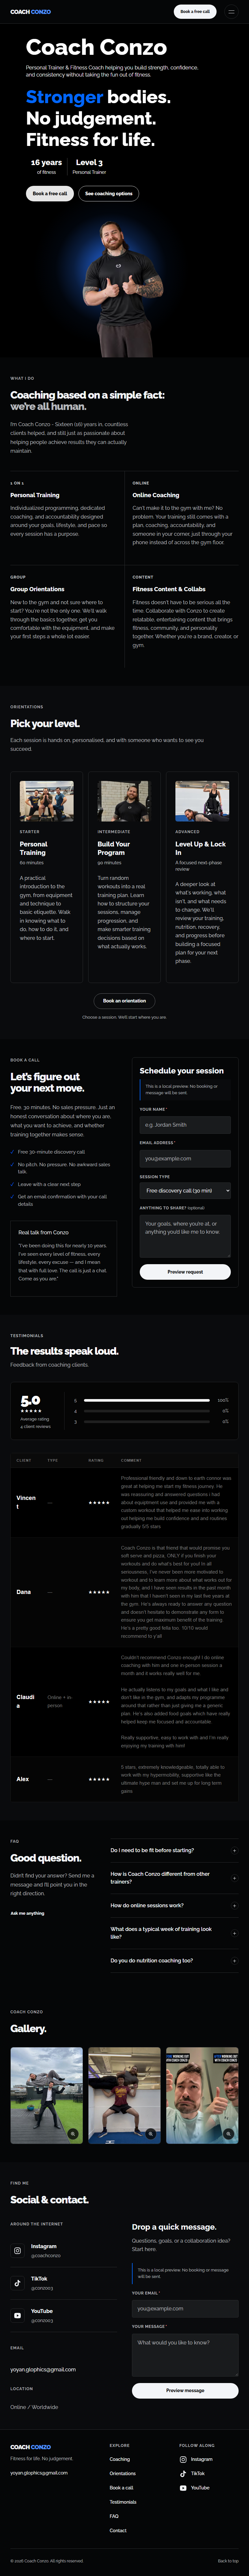 COACH CONZO
Book a free call
Coach Conzo
Personal Trainer & Fitness Coach helping you build strength, confidence,
and consistency without taking the fun out of fitness.
Stronger bodies.
No judgement.
Fitness for life.
16 years
of fitness
Level 3
Personal Trainer
Book a free call
See coaching options
WHAT I DO
Coaching based on a simple fact:
we're all human.
I'm Coach Conzo - Sixteen (16) years in, countless
clients helped, and still just as passionate about
helping people achieve results they can actually
maintain.
1 ON 1
Personal Training
Individualised programming, dedicated
coaching, and accountability designed
around your goals, lifestyle, and pace so
every session has a purpose.
ONLINE
Online Coaching
Can't make it to the gym with me? No
problem. Your training still comes with a
plan, coaching, accountability, and
someone in your corner, just through your
phone instead of across the gym floor.
GROUP
Group Orientations
New to the gym and not sure where to
start? You're not the only one. We'll walk
through the basics together, get you
comfortable with the equipment, and make
your first steps a whole lot easier.
CONTENT
Fitness Content & Collabs
Fitness doesn't have to be serious all the
time. Collaborate with Conzo to create
relatable, entertaining content that brings
fitness, community, and personality
together. Whether you're a brand, creator, or
gym.
ORIENTATIONS
Pick your level.
Each session is hands on, personalised, and with someone who wants to see you
succeed.
STARTER
Personal
Training
60 minutes
A practical
introduction to the
gym, from equipment
and technique to
basic etiquette. Walk
in knowing what to
do, how to do it, and
where to start.
INTERMEDIATE
Build Your
Program
90 minutes
Turn random
workouts into a real
training plan. Learn
how to structure your
sessions, manage
progression, and
make smarter training
decisions based on
what actually works.
ADVANCED
Level Up & Lock
In
A focused next-phase
review
A deeper look at
what's working, what
isn't, and what needs
to change. We'll
review your training,
nutrition, recovery,
and progress before
building a focused
plan for your next
phase.
Book an orientation
Choose a session. We'll start where you are.
BOOK A CALL
Let's figure out
your next move.
Free. 30 minutes. No sales pressure. Just an
honest conversation about where you are,
what you want, and whether training
together makes sense.
Free 30-minute discovery call
No pitch. No pressure. No awkward sales
talk.
Leave with a clear next step
Get an email confirmation with your call
details
Real talk from Conzo
"I've been doing this for nearly 10 years.
I've seen every level of fitness, every
lifestyle, every excuse — and I mean
that with full love. The call is just a chat.
Come as you are."
Schedule your session
This is a local preview. No booking or
message will be sent.
YOUR NAME *
e.g. Jordan Smith
EMAIL ADDRESS *
you@example.com
SESSION TYPE
Free discovery call (30 min)
ANYTHING TO SHARE? (optional)
Your goals, where you're at, or
anything you'd like me to know.
Preview request
TESTIMONIALS
The results speak loud.
Feedback from coaching clients.
5.0
★★★★★
Average rating
4 client reviews
5 100%
4 0%
3 0%
CLIENT TYPE RATING COMMENT
Vincen
t
—
★★★★★
Professional friendly and down to earth conner was
great at helping me start my fitness journey. He
was reassuring and answered questions i had
about equipment use and provided me with a
custom workout that helped me ease into working
out helping me build confidence and and routines
gradually 5/5 stars
Dana
—
★★★★★
Coach Conzo is that friend that would promise you
soft serve and pizza, ONLY if you finish your
workouts and do what's best for you! In all
seriousness, I've never been more motivated to
workout and to learn more about what works out for
my body, and I have seen results in the past month
with him that I haven't seen in my last five years at
the gym. He's always ready to answer any question
and doesn't hesitate to demonstrate any form to
ensure you get maximum benefit of the workout.
He's a pretty good fella too. 10/10 would
recommend to y'all
Claudi
a
Online + in-
person
★★★★★
Couldn't recommend Conzo enough! I do online
coaching with him and one in person session a
month and it works really well for me
He actually listens to my goals and what I like and
don't like in the gym, and adapts my programme
around that rather than just giving me a generic
plan. He's also added food goals which have really
helped keep me focused and accountable.
Really supportive, easy to work with and I'm really
enjoying my training with him!
Alex
—
★★★★★
5 stars, extremely knowledgeable, totally able to
work with my hypermobility, supportive like the
ultimate hype man and set me up for long term
gains
FAQ
Good question.
Didn't find your answer? Send me a
message and I'll point you in the
right direction.
Ask me anything
Do I need to be fit before starting?
How is Coach Conzo different from other
trainers?
How do online sessions work?
What does a typical week of training look
like?
Do you do nutrition coaching too?
COACH CONZO
Gallery.
WORKING OUT
WITH COACH CONZO
DAY 1 WORKING OUT
WITH COACH CONZO
FIND ME
Social & contact.
AROUND THE INTERNET
Instagram
@coachconzo
TikTok
@conzo03
YouTube
@conzo03
EMAIL
yoyan.glophics@gmail.com
LOCATION
Online / Worldwide
Drop a quick message.
Questions, goals, or a collaboration idea?
Start here.
This is a local preview. No booking or message
will be sent.
YOUR EMAIL *
you@example.com
YOUR MESSAGE *
What would you like to know?
Preview message
COACH CONZO
Fitness for life. No judgement.
yoyan.glophics@gmail.com
EXPLORE
Coaching
Orientations
Book a call
Testimonials
FAQ
Contact
FOLLOW ALONG
Instagram
TikTok
YouTube
© 2026 Coach Conzo. All rights reserved.
Back to top